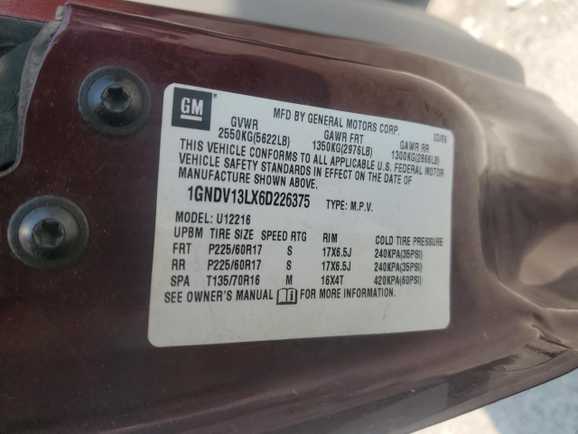 GM
MFD BY GENERAL MOTORS CORP.
GVWR GAWR FRT GAWR RR
2550KG(5622LB) 1350KG(2976LB) 1300KG(2866LB)
THIS VEHICLE CONFORMS TO ALL APPLICABLE U.S. FEDERAL MOTOR
VEHICLE SAFETY STANDARDS IN EFFECT ON THE DATE OF
MANUFACTURE SHOWN ABOVE.
1GNDV13LX6D226375 TYPE: M.P.V.
MODEL: U12216
UPBM TIRE SIZE SPEED RTG RIM COLD TIRE PRESSURE
FRT P225/60R17 S 17X6.5J 240KPA(35PSI)
RR P225/60R17 S 17X6.5J 240KPA(35PSI)
SPA T135/70R16 M 16X4T 420KPA(60PSI)
SEE OWNER'S MANUAL FOR MORE INFORMATION.